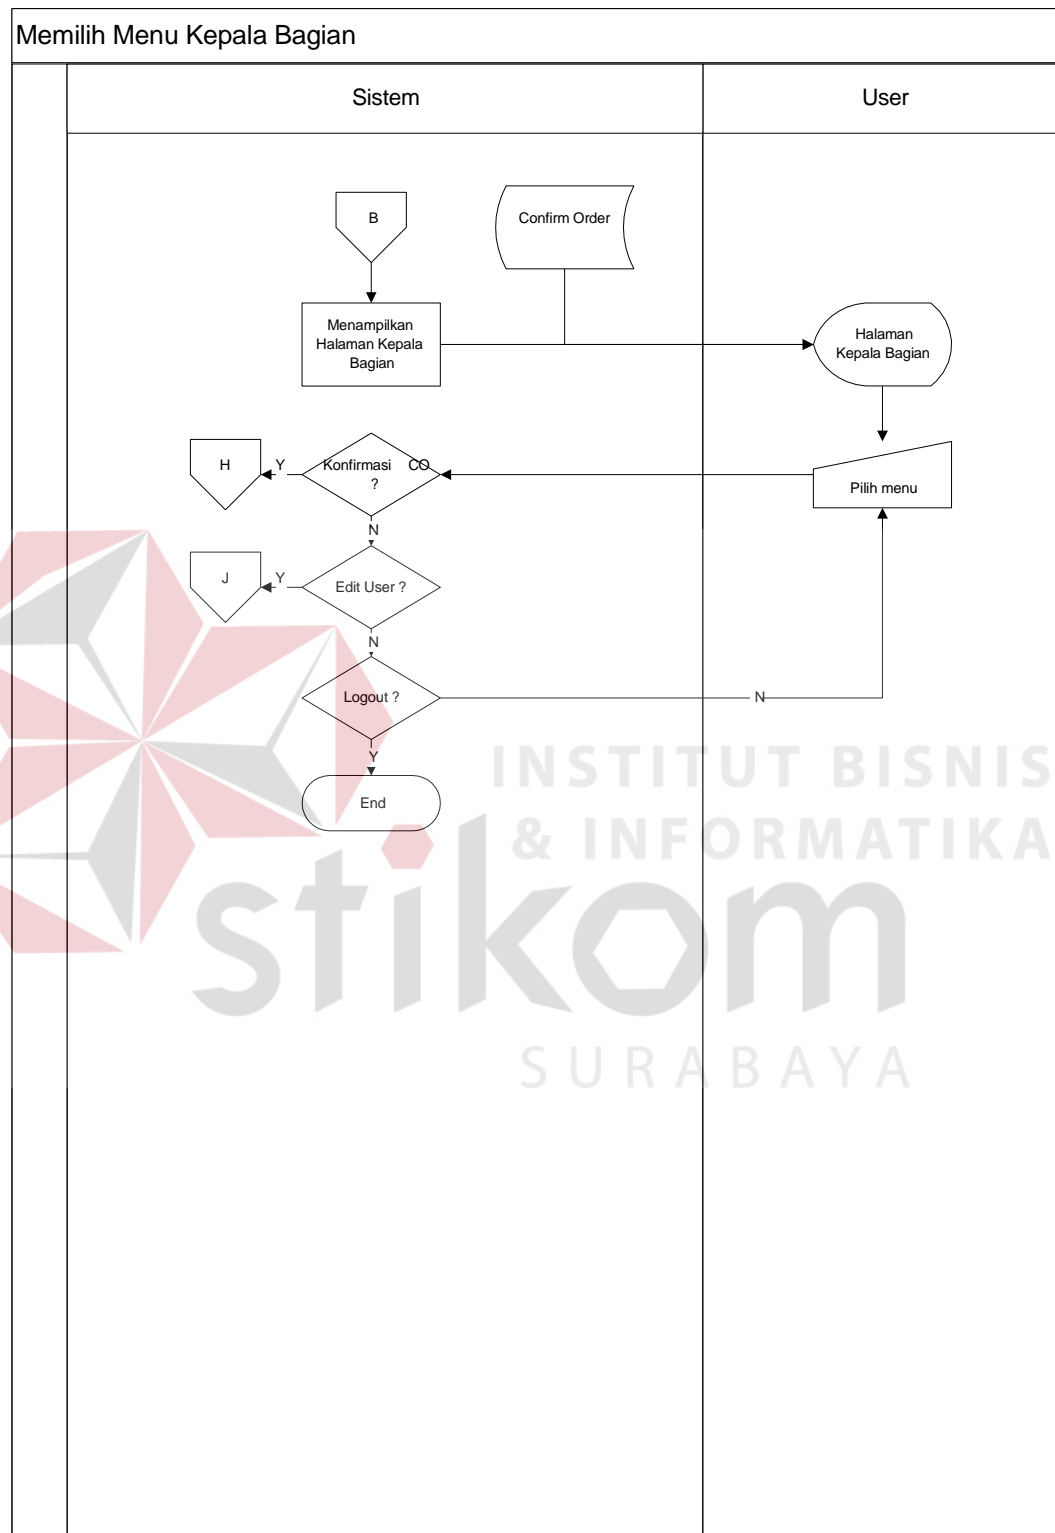 Memilih Menu Kepala Bagian
Sistem
User
B
Confirm Order
Menampilkan
Halaman Kepala
Bagian
Halaman
Kepala Bagian
H
Y
Konfirmasi CO
?
Pilih menu
N
J
Y
Edit User ?
N
Logout ?
N
Y
End
INSTITUT BISNIS
& INFORMATIKA
stikom
SURABAYA